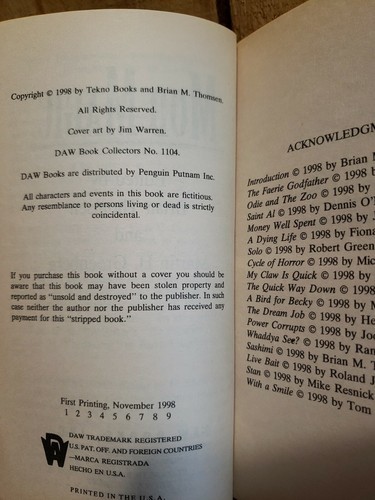 Copyright © 1998 by Tekno Books and Brian M. Thomsen.
All Rights Reserved.
Cover art by Jim Warren.
DAW Book Collectors No. 1104.
DAW Books are distributed by Penguin Putnam Inc.
All characters and events in this book are fictitious.
Any resemblance to persons living or dead is strictly
coincidental.
If you purchase this book without a cover you should be
aware that this book may have been stolen property and
reported as "unsold and destroyed" to the publisher. In such
case neither the author nor the publisher has received any
payment for this "stripped book."
First Printing, November 1998
1 2 3 4 5 6 7 8 9
DAW TRADEMARK REGISTERED
U.S. PAT. OFF. AND FOREIGN COUNTRIES
—MARCA REGISTRADA
HECHO EN U.S.A.
PRINTED IN THE U.S.A.
ACKNOWLEDGM
Introduction © 1998 by Brian M
The Faerie Godfather © 1998 by
Odie and The Zoo © 1998 by
Saint Al © 1998 by Dennis O'
Money Well Spent © 1998 by J
A Dying Life © 1998 by Fiona
Solo © 1998 by Robert Green
Cycle of Horror © 1998 by Mic
My Claw Is Quick © 1998 by
The Quick Way Down © 1998
A Bird for Becky © 1998 by M
The Dream Job © 1998 by He
Power Corrupts © 1998 by Jo
Whaddya See? © 1998 by Ran
Sashimi © 1998 by Brian M. T
Live Bait © 1998 by Roland J
Stan © 1998 by Mike Resnick
With a Smile © 1998 by Tom